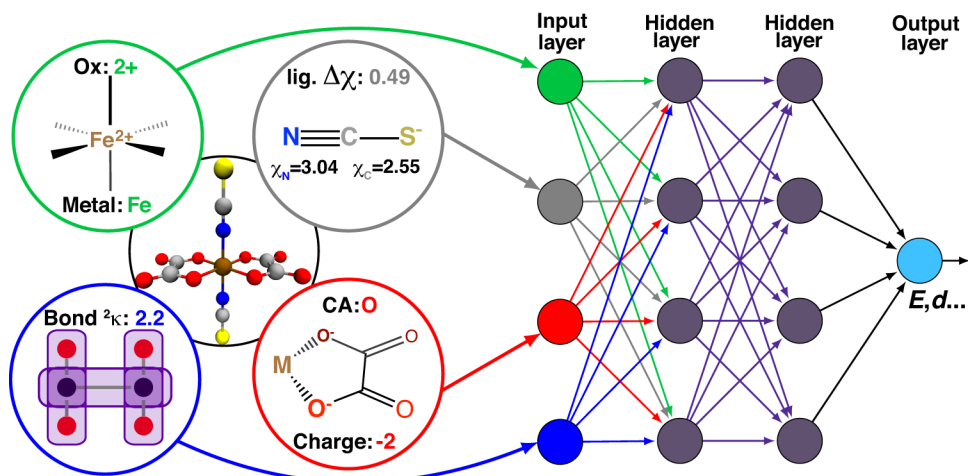 Ox: 2+
Fe2+
Metal: Fe
lig. Δχ: 0.49
N C S-
χN=3.04 χC=2.55
Bond 2κ: 2.2
CA: O
O- O
M
O- O
Charge: -2
Input layer
Hidden layer
Hidden layer
Output layer
E,d...